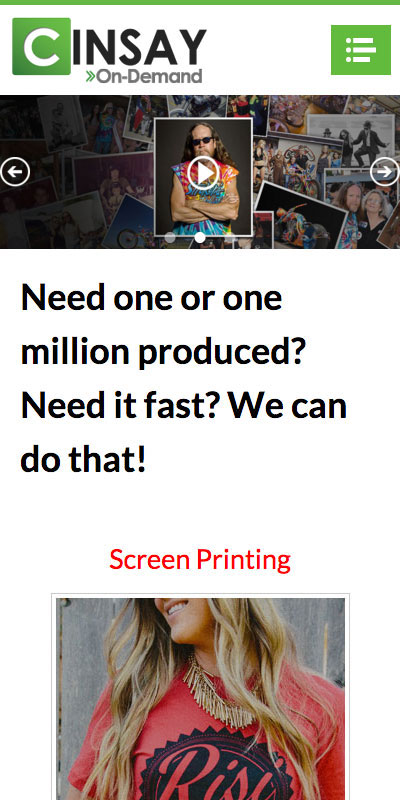 CINSAY
On-Demand
Need one or one
million produced?
Need it fast? We can
do that!
Screen Printing